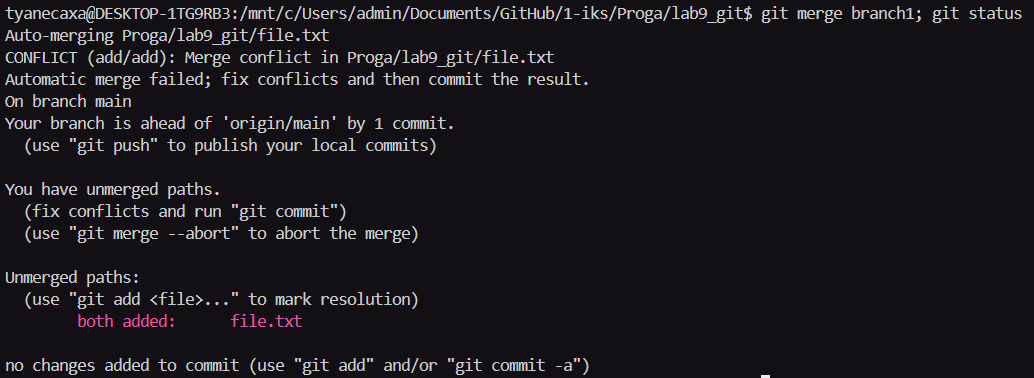 tyanecaxa@DESKTOP-1TG9RB3:/mnt/c/Users/admin/Documents/GitHub/1-iks/Proga/lab9_git$ git merge branch1; git status
Auto-merging Proga/lab9_git/file.txt
CONFLICT (add/add): Merge conflict in Proga/lab9_git/file.txt
Automatic merge failed; fix conflicts and then commit the result.
On branch main
Your branch is ahead of 'origin/main' by 1 commit.
  (use "git push" to publish your local commits)

You have unmerged paths.
  (fix conflicts and run "git commit")
  (use "git merge --abort" to abort the merge)

Unmerged paths:
  (use "git add <file>..." to mark resolution)
        both added:      file.txt

no changes added to commit (use "git add" and/or "git commit -a")